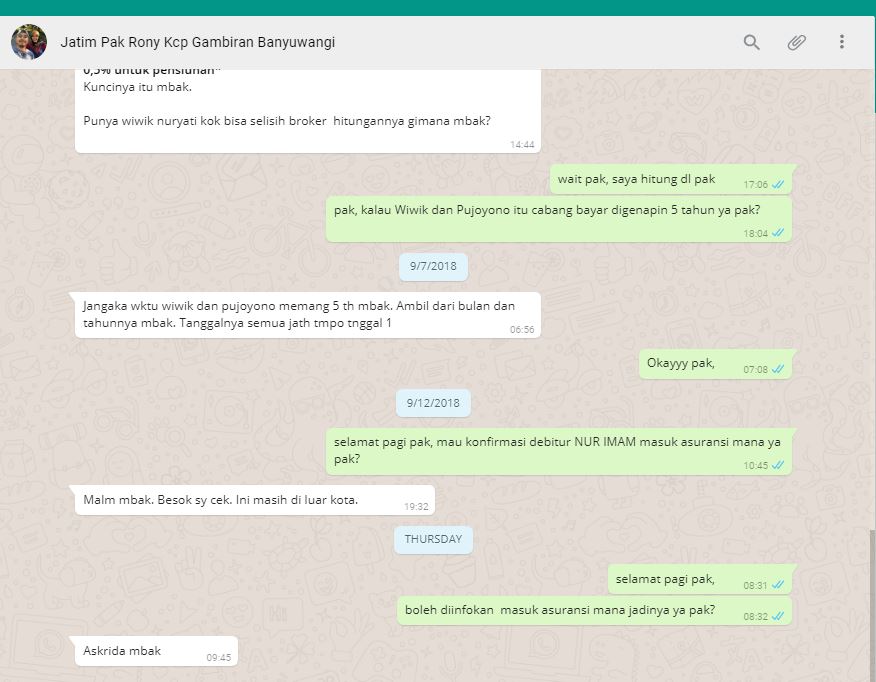 Jatim Pak Rony Kcp Gambiran Banyuwangi
0,5% untuk pensiunan*
Kuncinya itu mbak.
Punya wiwik nuryati kok bisa selisih broker hitungannya gimana mbak?
14:44
wait pak, saya hitung dl pak
17:06
pak, kalau Wiwik dan Pujoyono itu cabang bayar digenapin 5 tahun ya pak?
18:04
9/7/2018
Jangaka wktu wiwik dan pujoyono memang 5 th mbak. Ambil dari bulan dan
tahunnya mbak. Tanggalnya semua jath tmpo tnggal 1
06:56
Okayyy pak,
07:08
9/12/2018
selamat pagi pak, mau konfirmasi debitur NUR IMAM masuk asuransi mana ya
pak?
10:45
Malm mbak. Besok sy cek. Ini masih di luar kota.
19:32
THURSDAY
selamat pagi pak,
08:31
boleh diinfokan masuk asuransi mana jadinya ya pak?
08:32
Askrida mbak
09:45